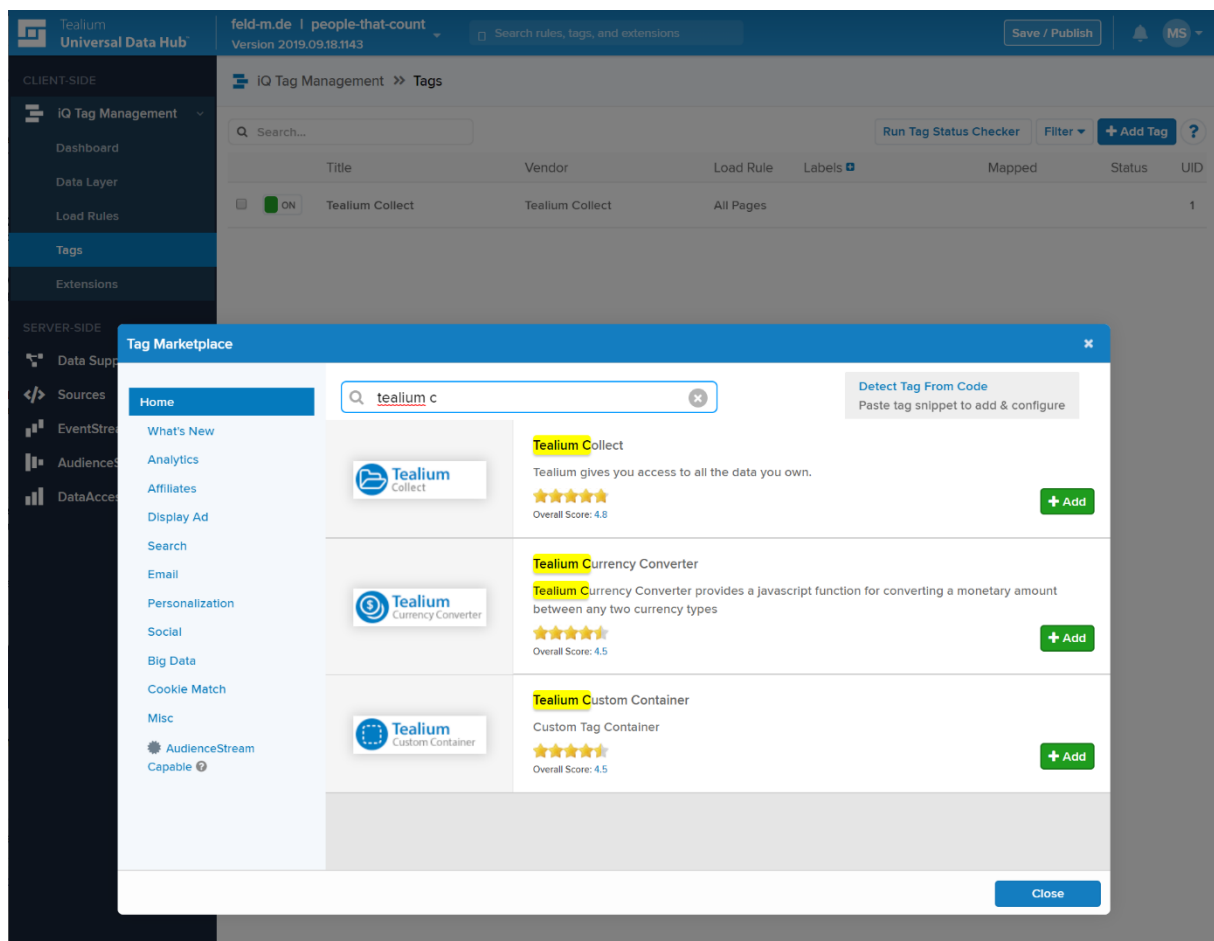 Tealium
Universal Data Hub
feld-m.de | people-that-count
Version 2019.09.18.1143
Search rules, tags, and extensions
Save / Publish
MS
CLIENT-SIDE
iQ Tag Management
Dashboard
Data Layer
Load Rules
Tags
Extensions
SERVER-SIDE
Data Supp
Sources
EventStre
Audiences
DataAcces
iQ Tag Management >> Tags
Search...
Run Tag Status Checker
Filter
+ Add Tag
?
Title Vendor Load Rule Labels Mapped Status UID
ON Tealium Collect Tealium Collect All Pages 1
Tag Marketplace
×
Home
What's New
Analytics
Affiliates
Display Ad
Search
Email
Personalization
Social
Big Data
Cookie Match
Misc
AudienceStream
Capable
tealium c
Detect Tag From Code
Paste tag snippet to add & configure
Tealium
Collect
Tealium Collect
Tealium gives you access to all the data you own.
Overall Score: 4.8
+ Add
Tealium
Currency Converter
Tealium Currency Converter
Tealium Currency Converter provides a javascript function for converting a monetary amount
between any two currency types
Overall Score: 4.5
+ Add
Tealium
Custom Container
Tealium Custom Container
Custom Tag Container
Overall Score: 4.5
+ Add
Close